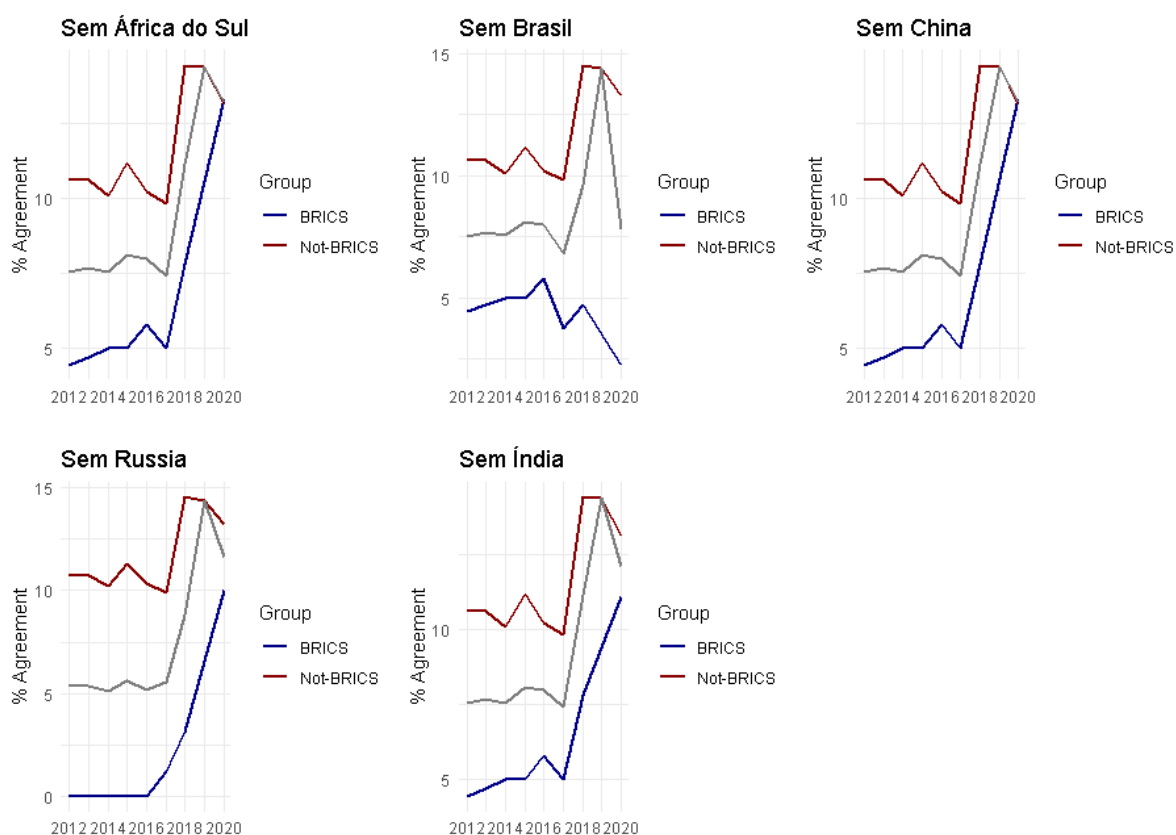 Sem África do Sul
% Agreement
10
5
2012 2014 2016 2018 2020
Group
BRICS
Not-BRICS
Sem Brasil
% Agreement
15
10
5
2012 2014 2016 2018 2020
Group
BRICS
Not-BRICS
Sem China
% Agreement
10
5
2012 2014 2016 2018 2020
Group
BRICS
Not-BRICS
Sem Russia
% Agreement
15
10
5
0
2012 2014 2016 2018 2020
Group
BRICS
Not-BRICS
Sem Índia
% Agreement
10
5
2012 2014 2016 2018 2020
Group
BRICS
Not-BRICS